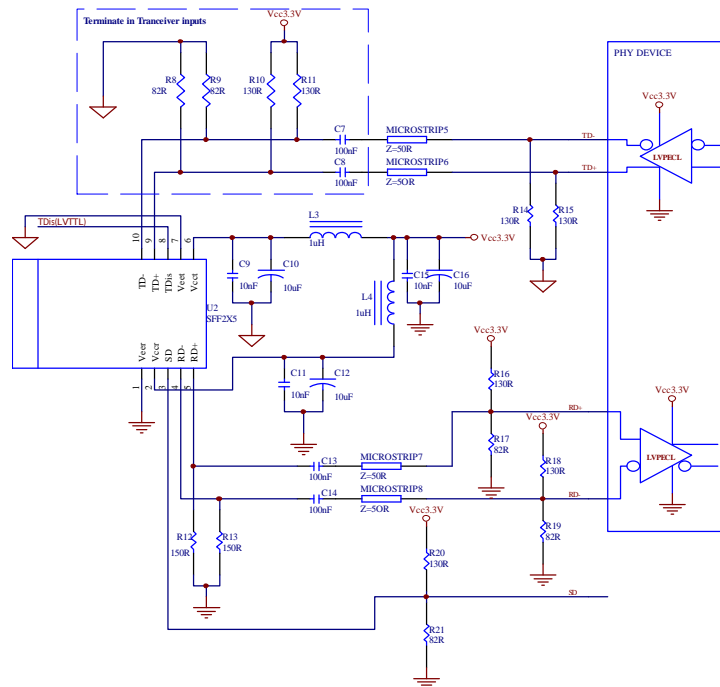 Terminate in Tranceiver inputs
Vcc3.3V
R8
82R
R9
82R
R10
130R
R11
130R
PHY DEVICE
Vcc3.3V
C7
100nF
MICROSTRIP5
Z=50R
TD-
C8
100nF
MICROSTRIP6
Z=5OR
TD+
LVPECL
R14
130R
R15
130R
TDis(LVTTL)
10
9
8
7
6
TD-
TD+
TDis
Veet
Vcct
L3
1uH
Vcc3.3V
C9
10nF
C10
10uF
C15
10nF
C16
10uF
L4
1uH
U2
SFF2X5
Veer
Vccr
SD
RD-
RD+
1
2
3
4
5
C11
10nF
C12
10uF
Vcc3.3V
R16
130R
RD+
R17
82R
Vcc3.3V
R18
130R
Vcc3.3V
LVPECL
C13
100nF
MICROSTRIP7
Z=50R
C14
100nF
MICROSTRIP8
Z=5OR
RD-
R19
82R
R12
150R
R13
150R
Vcc3.3V
R20
130R
SD
R21
82R